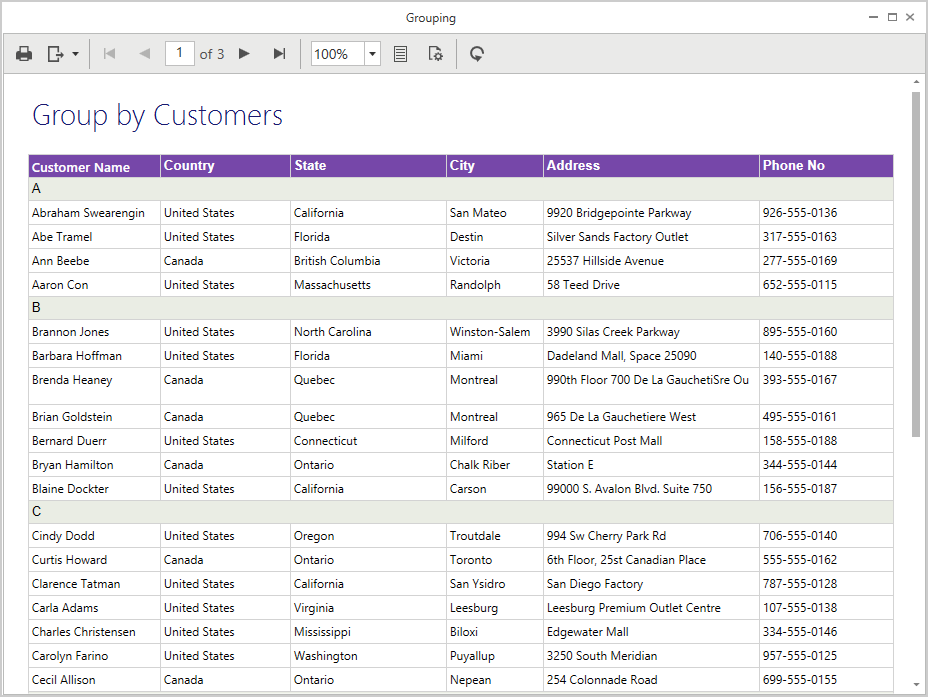 Grouping
1 of 3 100%
Group by Customers
Customer Name Country State City Address Phone No
A
Abraham Swearengin United States California San Mateo 9920 Bridgepointe Parkway 926-555-0136
Abe Tramel United States Florida Destin Silver Sands Factory Outlet 317-555-0163
Ann Beebe Canada British Columbia Victoria 25537 Hillside Avenue 277-555-0169
Aaron Con United States Massachusetts Randolph 58 Teed Drive 652-555-0115
B
Brannon Jones United States North Carolina Winston-Salem 3990 Silas Creek Parkway 895-555-0160
Barbara Hoffman United States Florida Miami Dadeland Mall, Space 25090 140-555-0188
Brenda Heaney Canada Quebec Montreal 990th Floor 700 De La GauchetiSre Ou 393-555-0167
Brian Goldstein Canada Quebec Montreal 965 De La Gauchetiere West 495-555-0161
Bernard Duerr United States Connecticut Milford Connecticut Post Mall 158-555-0188
Bryan Hamilton Canada Ontario Chalk Riber Station E 344-555-0144
Blaine Dockter United States California Carson 99000 S. Avalon Blvd. Suite 750 156-555-0187
C
Cindy Dodd United States Oregon Troutdale 994 Sw Cherry Park Rd 706-555-0140
Curtis Howard Canada Ontario Toronto 6th Floor, 25st Canadian Place 555-555-0162
Clarence Tatman United States California San Ysidro San Diego Factory 787-555-0128
Carla Adams United States Virginia Leesburg Leesburg Premium Outlet Centre 107-555-0138
Charles Christensen United States Mississippi Biloxi Edgewater Mall 334-555-0146
Carolyn Farino United States Washington Puyallup 3250 South Meridian 957-555-0125
Cecil Allison Canada Ontario Nepean 254 Colonnade Road 699-555-0155